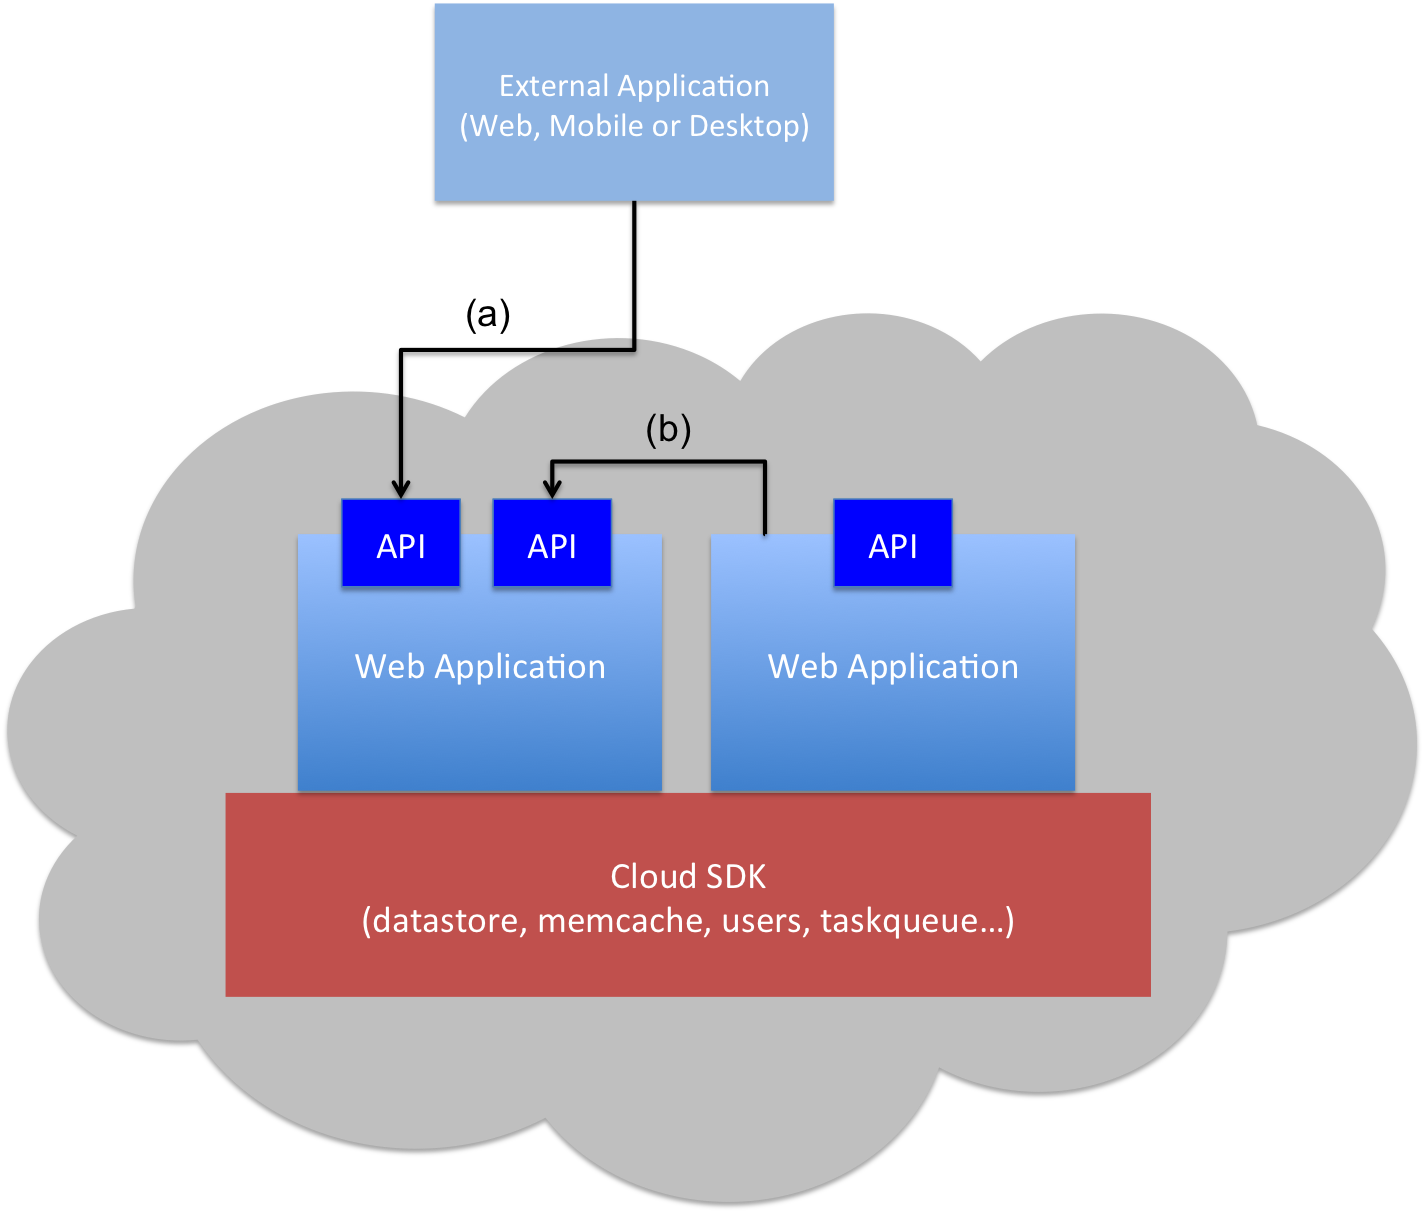 External Application
(Web, Mobile or Desktop)
(a)
(b)
API
API
API
Web Application
Web Application
Cloud SDK
(datastore, memcache, users, taskqueue...)